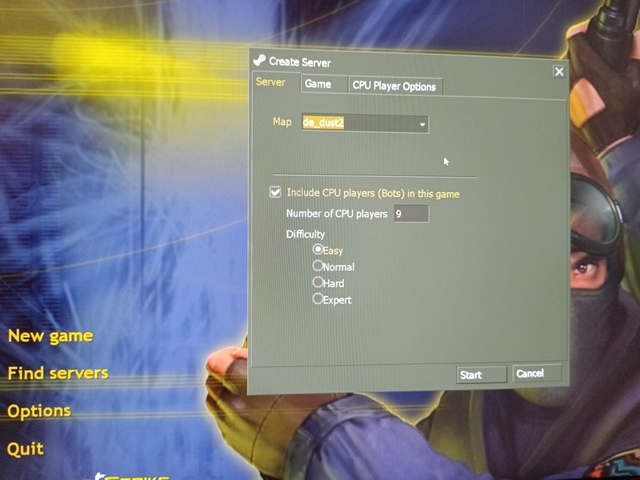 Create Server
Server Game CPU Player Options
Map de_dust2
Include CPU players (Bots) in this game
Number of CPU players 9
Difficulty
Easy
Normal
Hard
Expert
Start Cancel
New game
Find servers
Options
Quit